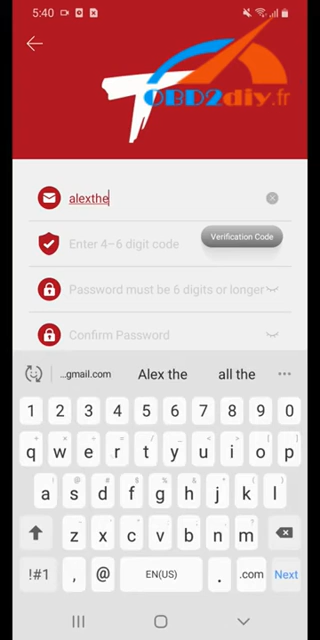 5:40
OBD2diy.fr
alexthe
Enter 4-6 digit code
Verification Code
Password must be 6 digits or longer
Confirm Password
...gmail.com Alex the all the ...
1 2 3 4 5 6 7 8 9 0
q w e r t y u i o p
a s d f g h j k l
z x c v b n m
!#1 , @ EN(US) . .com Next